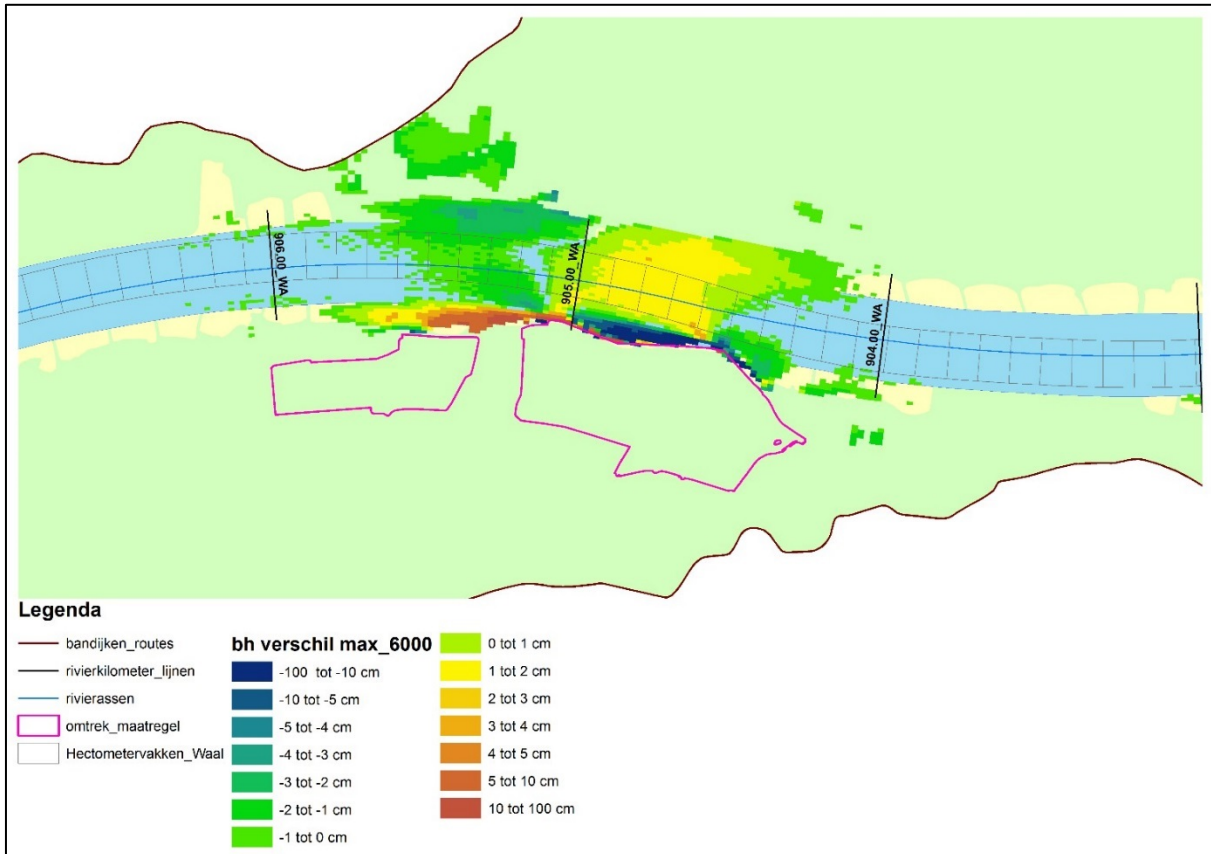 906.00_WA
905.00_WA
904.00_WA
Legenda
bandijken_routes
rivierkilometer_lijnen
rivierassen
omtrek_maatregel
Hectometervakken_Waal
bh verschil max_6000
-100 tot -10 cm
-10 tot -5 cm
-5 tot -4 cm
-4 tot -3 cm
-3 tot -2 cm
-2 tot -1 cm
-1 tot 0 cm
0 tot 1 cm
1 tot 2 cm
2 tot 3 cm
3 tot 4 cm
4 tot 5 cm
5 tot 10 cm
10 tot 100 cm